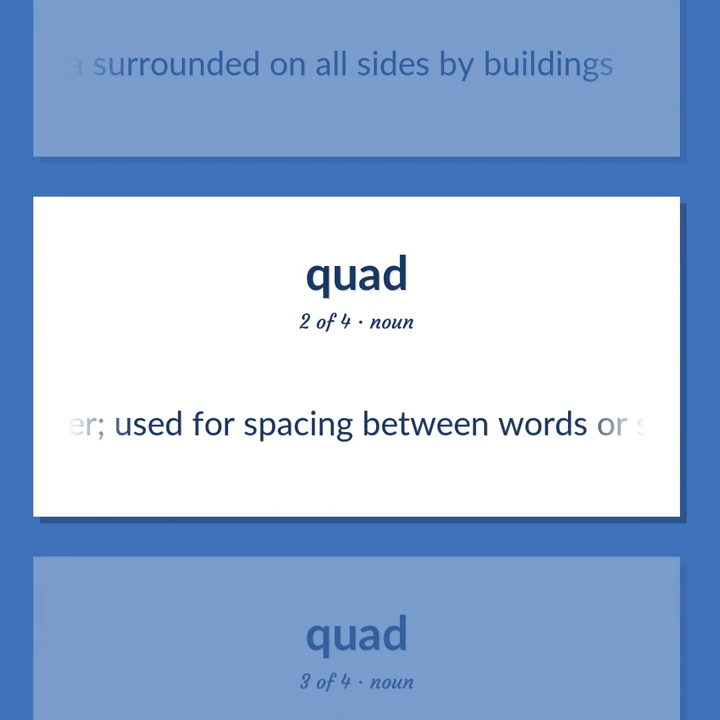 surrounded on all sides by buildings
quad
2 of 4 · noun
used for spacing between words or
quad
3 of 4 · noun